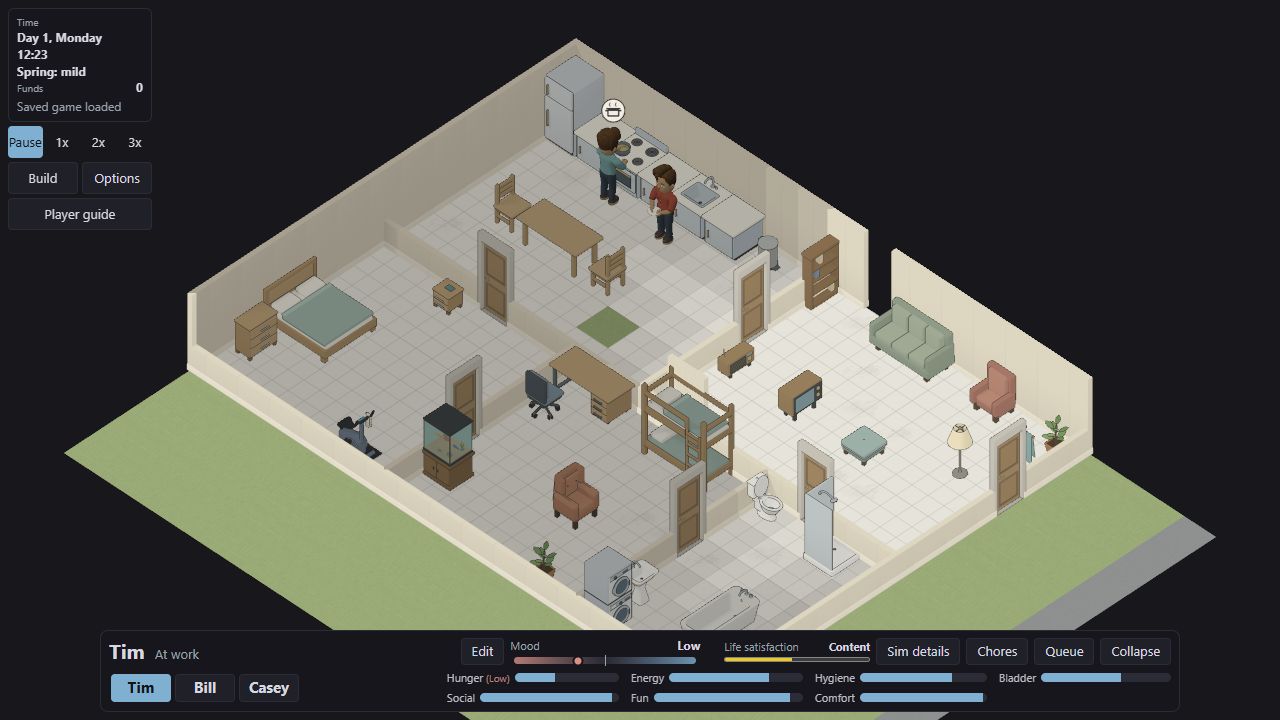 Time
Day 1, Monday
12:23
Spring: mild
Funds 0
Saved game loaded
Pause 1x 2x 3x
Build Options
Player guide
Tim At work
Edit Mood Low
Life satisfaction Content
Sim details Chores Queue Collapse
Tim Bill Casey
Hunger (Low) Energy Hygiene Bladder
Social Fun Comfort